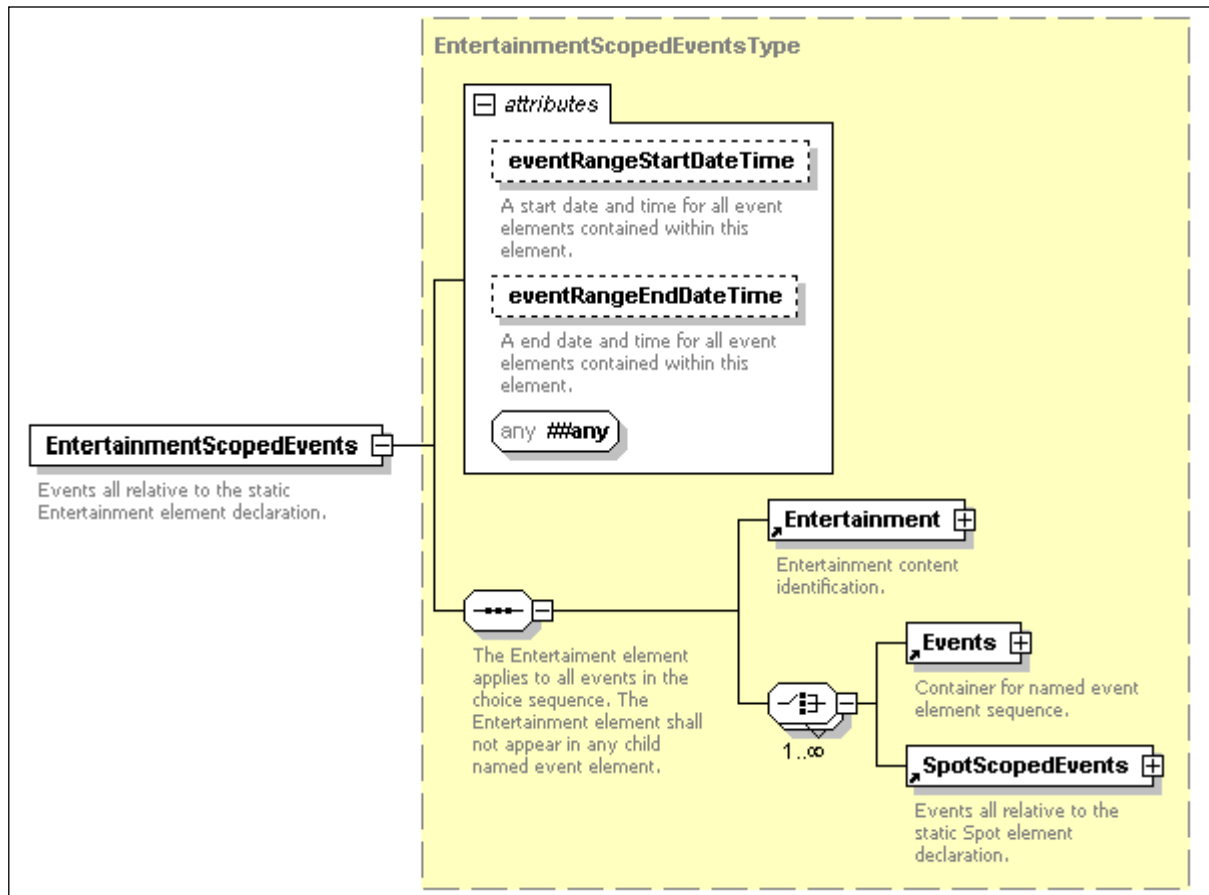 EntertainmentScopedEventsType
attributes
eventRangeStartDateTime
A start date and time for all event
elements contained within this
element.
eventRangeEndDateTime
A end date and time for all event
elements contained within this
element.
any ##any
EntertainmentScopedEvents
Events all relative to the static
Entertainment element declaration.
Entertainment
Entertainment content
identification.
The Entertaiment element
applies to all events in the
choice sequence. The
Entertainment element shall
not appear in any child
named event element.
1..∞
Events
Container for named event
element sequence.
SpotScopedEvents
Events all relative to the
static Spot element
declaration.